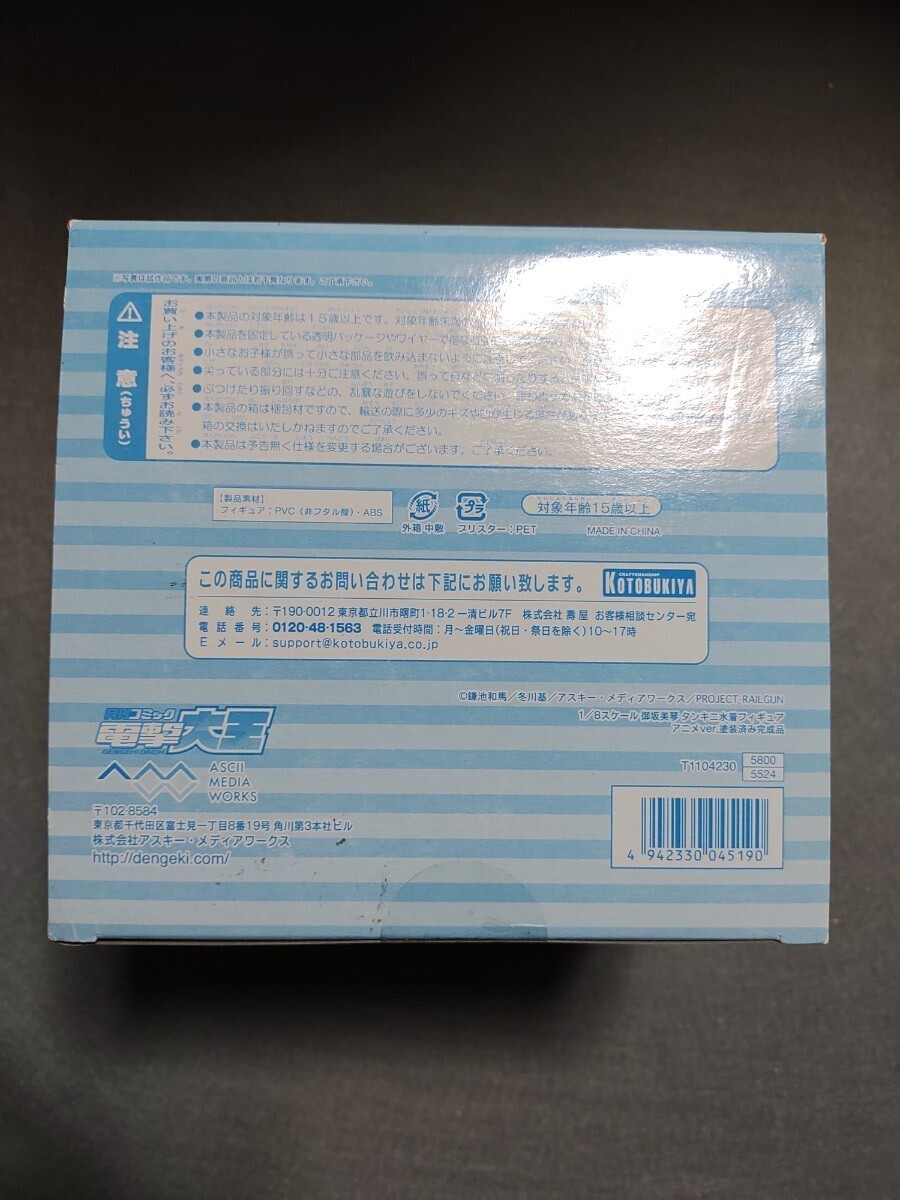 ※写真は試作品です。実際の商品とは若干異なります。ご了承下さい。
注意(ちゅうい)
お買い上げのお客様へ、必ずお読み下さい。
●本製品の対象年齢は15歳以上です。対象年齢未満
●本製品を固定している透明パッケージやワイヤーで
●小さなお子様が誤って小さな部品を飲み込まないようご注意して
●尖っている部分には十分ご注意ください。誤って
●ぶつけたり振り回すなどの、乱暴な遊びをしないでください。
●本製品の箱は梱包材ですので、輸送の際に多少のキズや
箱の交換はいたしかねますのでご了承ください。
●本製品は予告無く仕様を変更する場合がございます。ご了承ください。
【製品素材】
フィギュア:PVC(非フタル酸)・ABS
紙
外箱 中敷
プラ
ブリスター:PET
対象年齢15歳以上
MADE IN CHINA
この商品に関するお問い合わせは下記にお願い致します。
CRAFTSMANSHIP
KOTOBUKIYA
連絡先:〒190-0012 東京都立川市曙町1-18-2 一清ビル7F 株式会社 壽屋 お客様相談センター宛
電話番号:0120-48-1563 電話受付時間:月~金曜日(祝日・祭日を除く)10~17時
Eメール:support@kotobukiya.co.jp
©鎌池和馬/冬川基/アスキー・メディアワークス/PROJECT-RAILGUN
1/8スケール 御坂美琴 タンキニ水着フィギュア
アニメver.塗装済み完成品
月刊コミック
電撃大王
DENGEKI DAIOH
ASCII
MEDIA
WORKS
T1104230
5800
5524
〒102-8584
東京都千代田区富士見一丁目8番19号 角川第3本社ビル
株式会社アスキー・メディアワークス
http://dengeki.com/
4 942330 045190